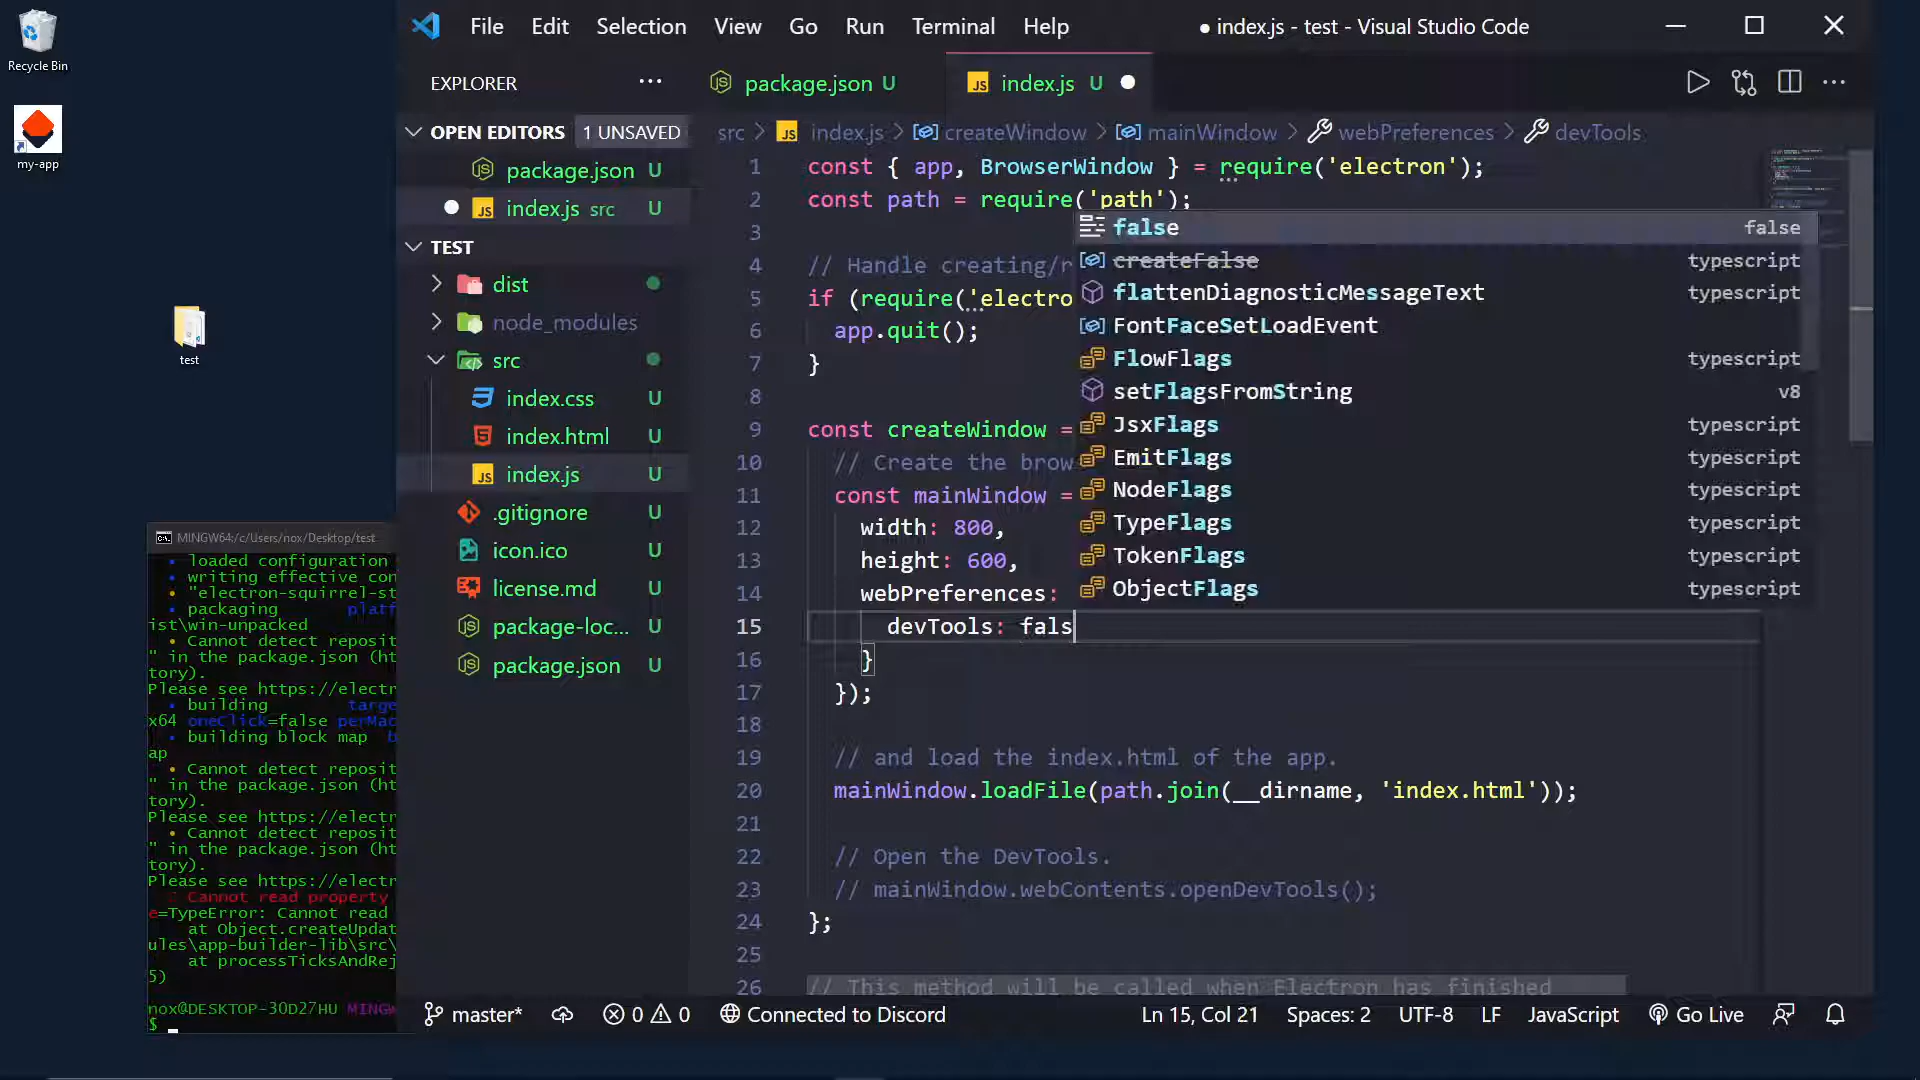 Recycle Bin
my-app
test
File Edit Selection View Go Run Terminal Help
● index.js - test - Visual Studio Code
EXPLORER
package.json U
index.js U
OPEN EDITORS 1 UNSAVED
package.json U
index.js src U
TEST
dist
node_modules
src
index.css U
index.html U
index.js U
.gitignore U
icon.ico U
license.md U
package-loc... U
package.json U
src > index.js > createWindow > mainWindow > webPreferences > devTools
1 const { app, BrowserWindow } = require('electron');
2 const path = require('path');
3
4 // Handle creating/r
5 if (require('electro
6 app.quit();
7 }
8
9 const createWindow =
10 // Create the brow
11 const mainWindow =
12 width: 800,
13 height: 600,
14 webPreferences:
15 devTools: fals
16 }
17 });
18
19 // and load the index.html of the app.
20 mainWindow.loadFile(path.join(__dirname, 'index.html'));
21
22 // Open the DevTools.
23 // mainWindow.webContents.openDevTools();
24 };
25
26 // This method will be called when Electron has finished
false false
createFalse typescript
flattenDiagnosticMessageText typescript
FontFaceSetLoadEvent
FlowFlags typescript
setFlagsFromString v8
JsxFlags typescript
EmitFlags typescript
NodeFlags typescript
TypeFlags typescript
TokenFlags typescript
ObjectFlags typescript
MINGW64:/c/Users/nox/Desktop/test
• loaded configuration
• writing effective con
• "electron-squirrel-st
• packaging platf
ist\win-unpacked
• Cannot detect reposit
" in the package.json (ht
tory).
Please see https://electr
• building targe
x64 oneClick=false perMac
• building block map b
ap
• Cannot detect reposit
" in the package.json (ht
tory).
Please see https://electr
• Cannot detect reposit
" in the package.json (ht
tory).
Please see https://electr
Cannot read property
e=TypeError: Cannot read
at Object.createUpdat
ules\app-builder-lib\src\
at processTicksAndRej
5)
nox@DESKTOP-3OD27HU MINGW
$
master* 0 0 Connected to Discord Ln 15, Col 21 Spaces: 2 UTF-8 LF JavaScript Go Live